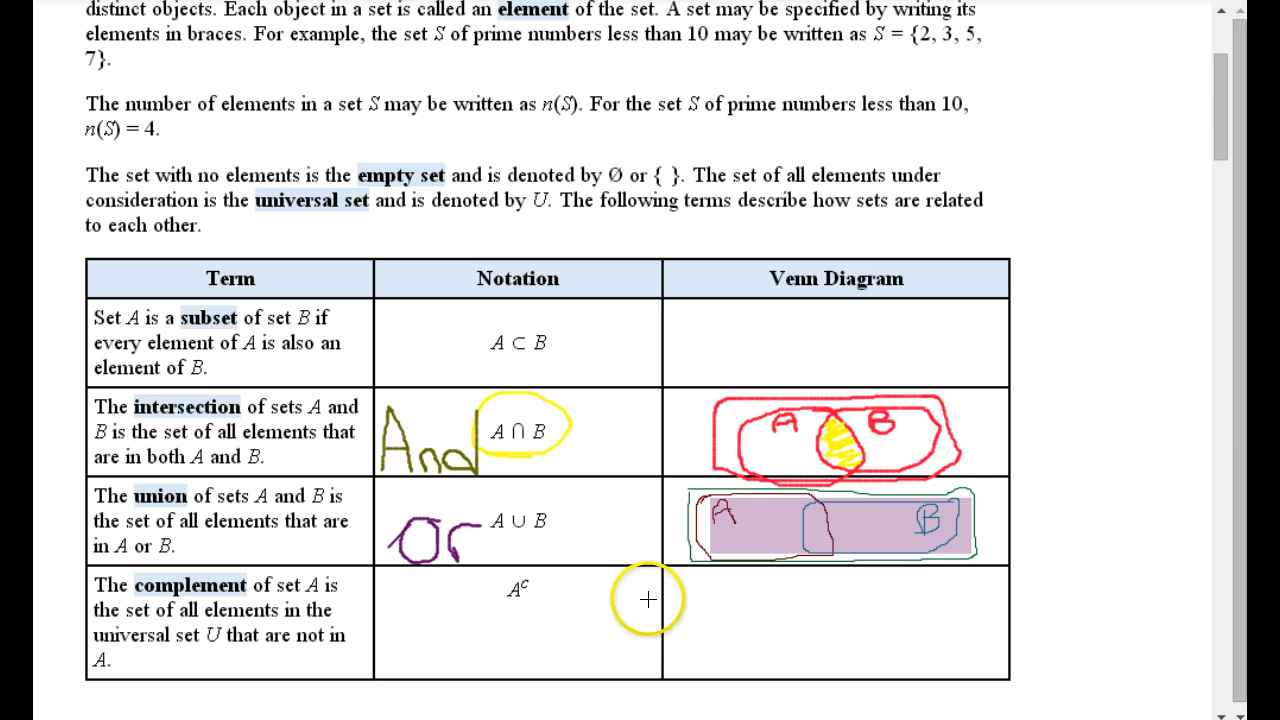 distinct objects. Each object in a set is called an element of the set. A set may be specified by writing its
elements in braces. For example, the set S of prime numbers less than 10 may be written as S = {2, 3, 5,
7}.
The number of elements in a set S may be written as n(S). For the set S of prime numbers less than 10,
n(S) = 4.
The set with no elements is the empty set and is denoted by Ø or { }. The set of all elements under
consideration is the universal set and is denoted by U. The following terms describe how sets are related
to each other.
Term Notation Venn Diagram
Set A is a subset of set B if
every element of A is also an
element of B.
A ⊂ B
The intersection of sets A and
B is the set of all elements that
are in both A and B.
And A ∩ B
A B
The union of sets A and B is
the set of all elements that are
in A or B.
Or A ∪ B
A B
The complement of set A is
the set of all elements in the
universal set U that are not in
A.
Aᶜ